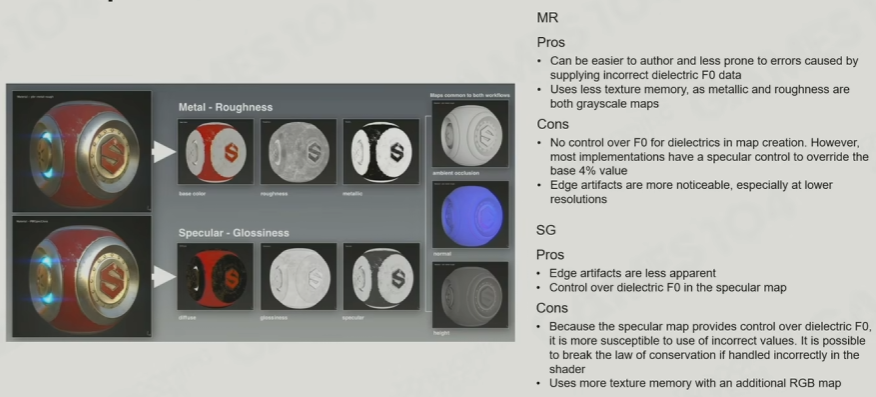 Metal - Roughness
base color
roughness
metallic
Specular - Glossiness
diffuse
glossiness
specular
Maps common to both workflows
ambient occlusion
normal
height
MR
Pros
• Can be easier to author and less prone to errors caused by
supplying incorrect dielectric F0 data
• Uses less texture memory, as metallic and roughness are
both grayscale maps
Cons
• No control over F0 for dielectrics in map creation. However,
most implementations have a specular control to override the
base 4% value
• Edge artifacts are more noticeable, especially at lower
resolutions
SG
Pros
• Edge artifacts are less apparent
• Control over dielectric F0 in the specular map
Cons
• Because the specular map provides control over dielectric F0,
it is more susceptible to use of incorrect values. It is possible
to break the law of conservation if handled incorrectly in the
shader
• Uses more texture memory with an additional RGB map